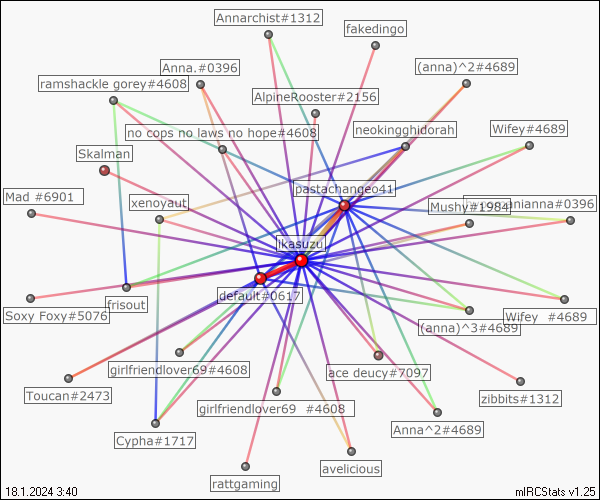 Annarchist#1312
fakedingo
Anna.#0396
(anna)^2#4689
ramshackle gorey#4608
AlpineRooster#2156
no cops no laws no hope#4608
neokingghidorah
Wifey#4689
Skalman
pastachangeo41
Mad #6901
xenoyaut
Mushy#1984
nianna#0396
ikasuzu
default#0617
frisout
Soxy Foxy#5076
(anna)^3#4689
Wifey #4689
girlfriendlover69#4608
ace deucy#7097
Toucan#2473
girlfriendlover69 #4608
zibbits#1312
Cypha#1717
Anna^2#4689
avelicious
rattgaming
18.1.2024 3:40
mIRCStats v1.25